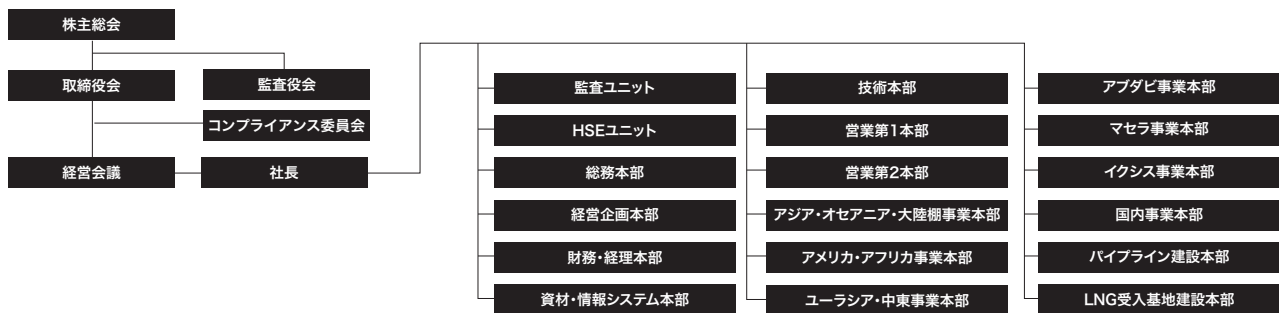 株主総会
取締役会
監査役会
コンプライアンス委員会
経営会議
社長
監査ユニット
HSEユニット
総務本部
経営企画本部
財務・経理本部
資材・情報システム本部
技術本部
営業第1本部
営業第2本部
アジア・オセアニア・大陸棚事業本部
アメリカ・アフリカ事業本部
ユーラシア・中東事業本部
アブダビ事業本部
マセラ事業本部
イクシス事業本部
国内事業本部
パイプライン建設本部
LNG受入基地建設本部